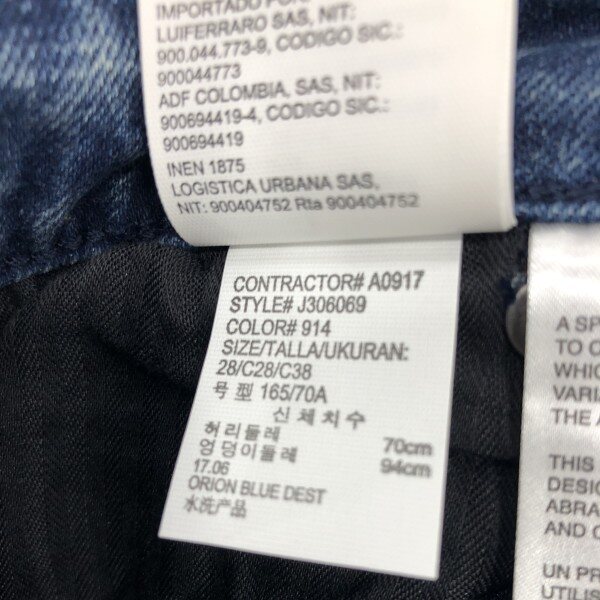 IMPORTADO POR:
LUIFERRARO SAS, NIT:
900.044.773-9, CODIGO SIC.:
900044773
ADF COLOMBIA, SAS, NIT:
900694419-4, CODIGO SIC.:
900694419
INEN 1875
LOGISTICA URBANA SAS,
NIT: 900404752 Rta 900404752
CONTRACTOR# A0917
STYLE# J306069
COLOR# 914
SIZE/TALLA/UKURAN:
28/C28/C38
号 型 165/70A
신 체 치 수
허 리 둘 레 70cm
엉 덩 이 둘 레 94cm
17.06
ORION BLUE DEST
水洗产品
A SP
TO C
WHIC
VARIA
THE A
THIS
DESIG
ABRA
AND C
UN PR
UTILIS